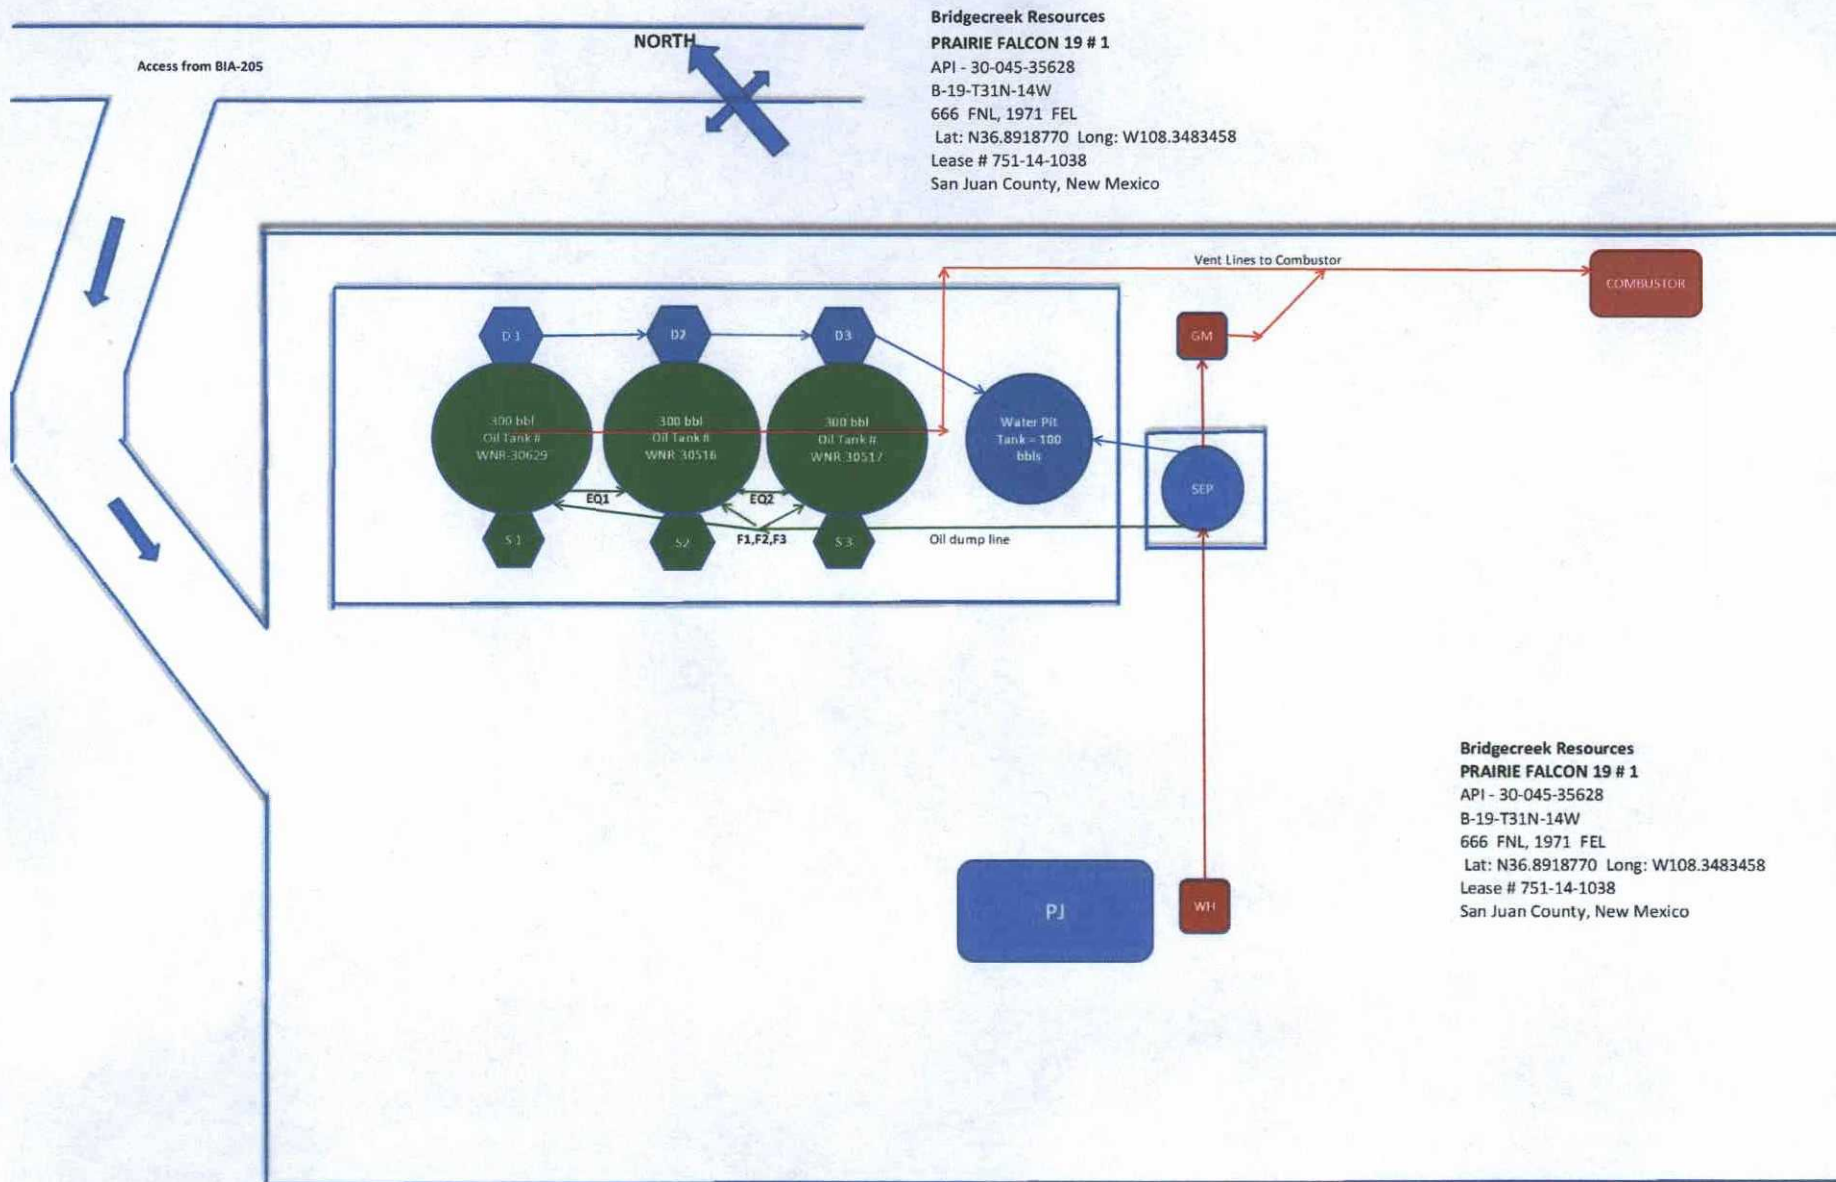 Bridgecreek Resources
PRAIRIE FALCON 19 # 1
API - 30-045-35628
B-19-T31N-14W
666 FNL, 1971 FEL
Lat: N36.8918770 Long: W108.3483458
Lease # 751-14-1038
San Juan County, New Mexico
NORTH
Access from BIA-205
Vent Lines to Combustor
COMBUSTOR
D 1
D2
D3
GM
300 bbl
Oil Tank #
WNR-30629
300 bbl
Oil Tank #
WNR 30516
300 bbl
Oil Tank #
WNR 30517
Water Pit
Tank - 100
bbls
SEP
EQ1
EQ2
S 1
S2
F1,F2,F3
S 3
Oil dump line
Bridgecreek Resources
PRAIRIE FALCON 19 # 1
API - 30-045-35628
B-19-T31N-14W
666 FNL, 1971 FEL
Lat: N36.8918770 Long: W108.3483458
Lease # 751-14-1038
San Juan County, New Mexico
PJ
WH